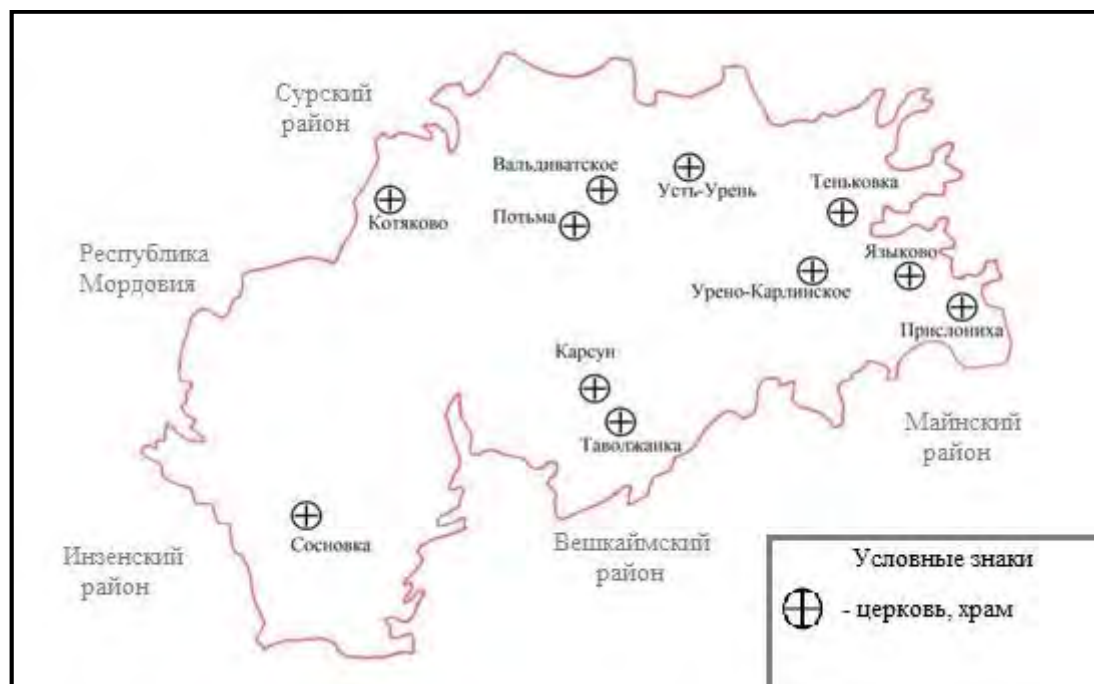 Сурский
район
Вальдиватское
Усть-Урень
Теньковка
Котяково
Потьма
Республика
Мордовия
Языково
Урено-Карлинское
Прислониха
Карсун
Майнский
район
Таволжанка
Сосновка
Инзенский
район
Вешкаймский
район
Условные знаки
- церковь, храм